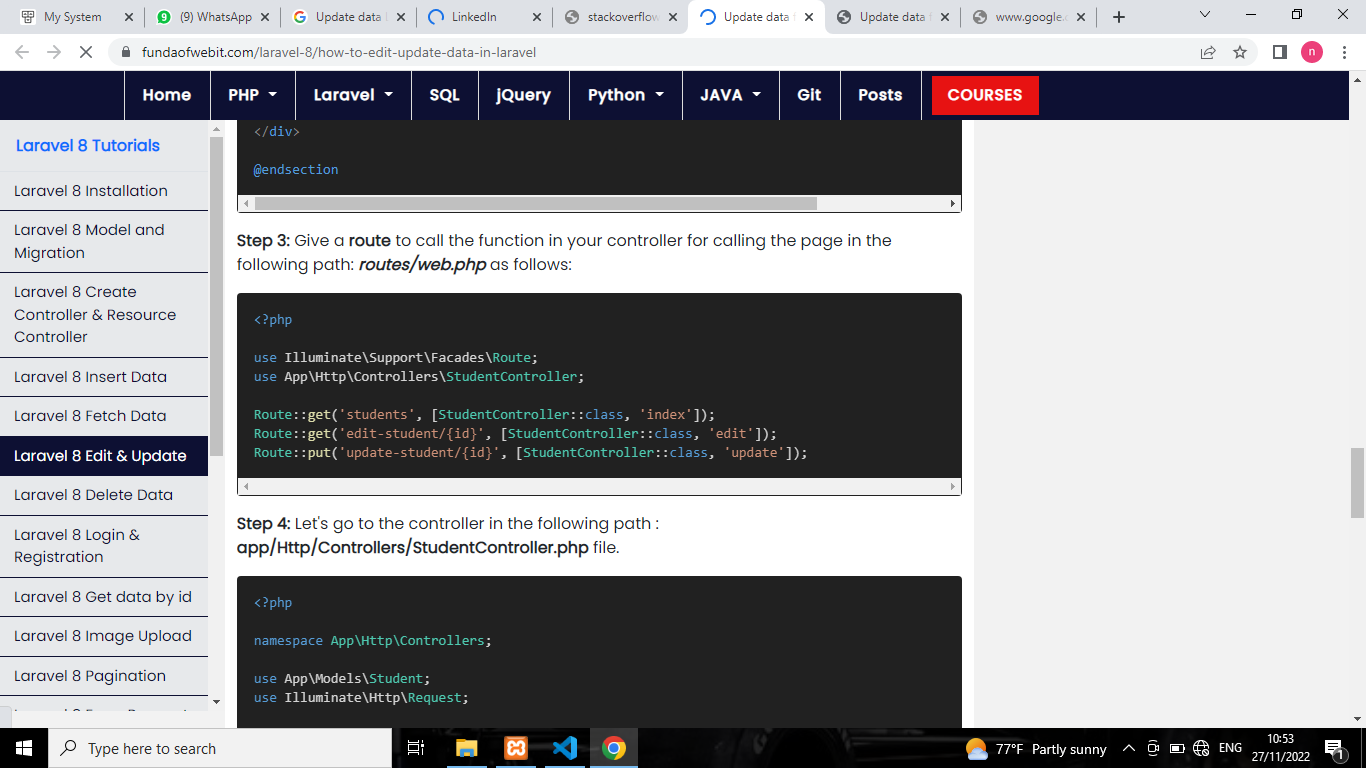 My System
(9) WhatsApp
Update data
LinkedIn
stackoverflow
Update data
Update data
www.google.
fundaofwebit.com/laravel-8/how-to-edit-update-data-in-laravel
n
Home
PHP
Laravel
SQL
jQuery
Python
JAVA
Git
Posts
COURSES
Laravel 8 Tutorials
Laravel 8 Installation
Laravel 8 Model and
Migration
Laravel 8 Create
Controller & Resource
Controller
Laravel 8 Insert Data
Laravel 8 Fetch Data
Laravel 8 Edit & Update
Laravel 8 Delete Data
Laravel 8 Login &
Registration
Laravel 8 Get data by id
Laravel 8 Image Upload
Laravel 8 Pagination
</div>
@endsection
Step 3: Give a route to call the function in your controller for calling the page in the
following path: routes/web.php as follows:
<?php
use Illuminate\Support\Facades\Route;
use App\Http\Controllers\StudentController;
Route::get('students', [StudentController::class, 'index']);
Route::get('edit-student/{id}', [StudentController::class, 'edit']);
Route::put('update-student/{id}', [StudentController::class, 'update']);
Step 4: Let's go to the controller in the following path :
app/Http/Controllers/StudentController.php file.
<?php
namespace App\Http\Controllers;
use App\Models\Student;
use Illuminate\Http\Request;
Type here to search
77°F Partly sunny
ENG
10:53
27/11/2022
1